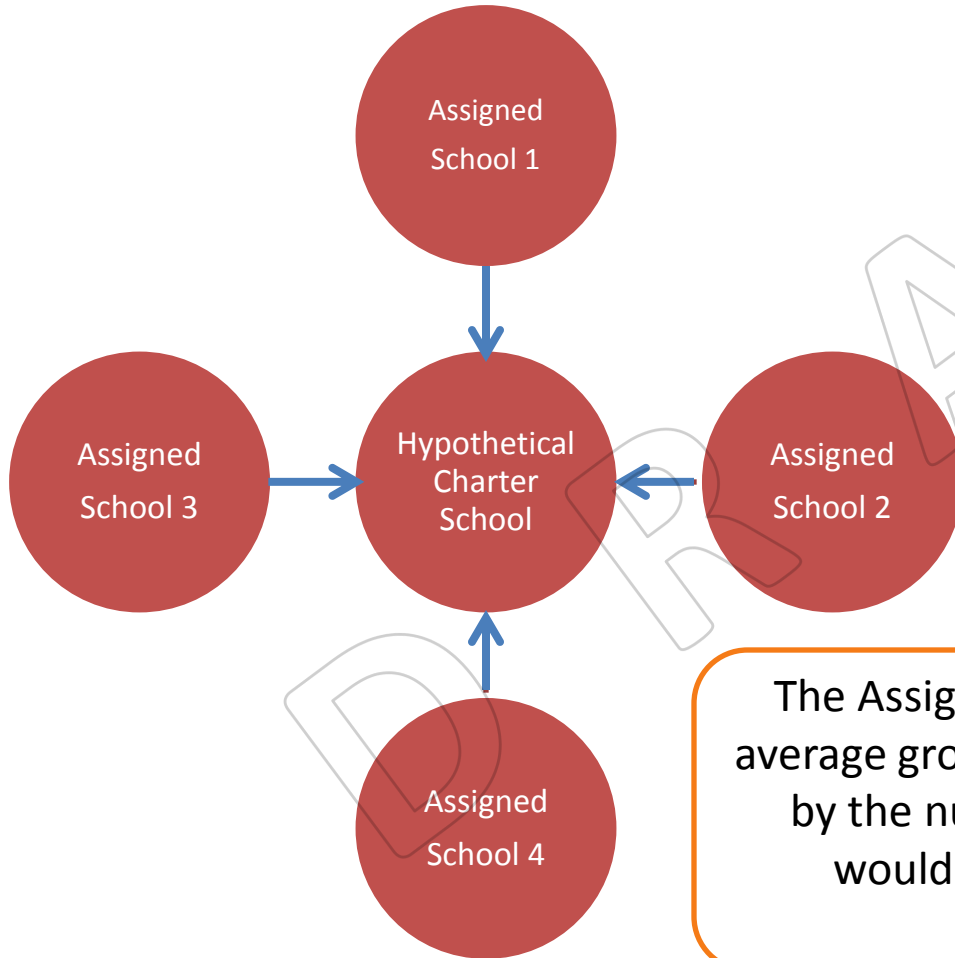 Assigned
School 1
Assigned
School 3
Hypothetical
Charter
School
Assigned
School 2
Assigned
School 4
The Assig
average gro
by the nu
would
D R A